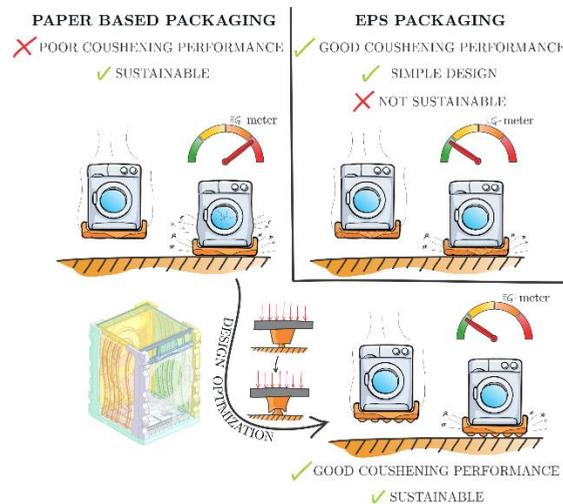 PAPER BASED PACKAGING
POOR COUSHENING PERFORMANCE
SUSTAINABLE
G-meter
EPS PACKAGING
GOOD COUSHENING PERFORMANCE
SIMPLE DESIGN
NOT SUSTAINABLE
G-meter
DESIGN OPTIMIZATION
G-meter
GOOD COUSHENING PERFORMANCE
SUSTAINABLE